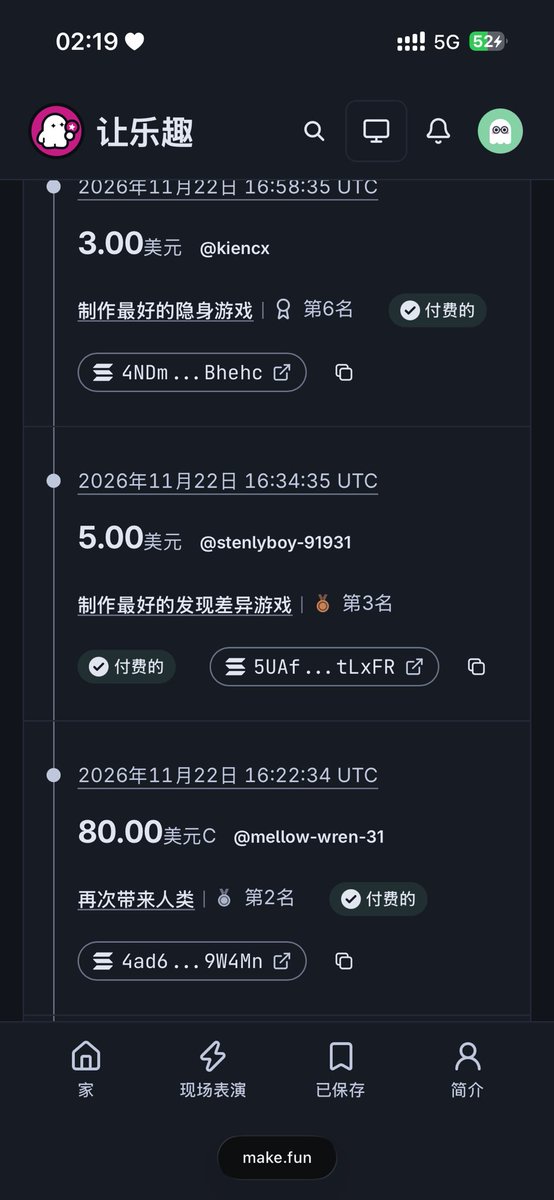 02:19
5G
52
让乐趣
2026年11月22日 16:58:35 UTC
3.00美元 @kiencx
制作最好的隐身游戏 | 第6名 付费的
4NDm...Bhehc
2026年11月22日 16:34:35 UTC
5.00美元 @stenlyboy-91931
制作最好的发现差异游戏 | 第3名
付费的 5UAf...tLxFR
2026年11月22日 16:22:34 UTC
80.00美元C @mellow-wren-31
再次带来人类 | 第2名 付费的
4ad6...9W4Mn
家 现场表演 已保存 简介
make.fun